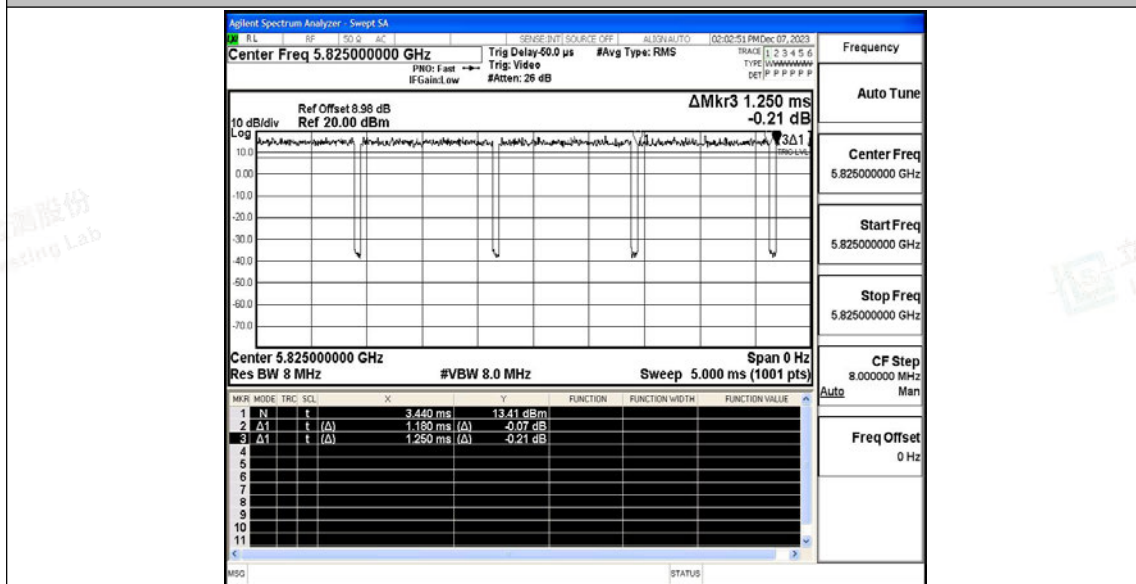 Agilent Spectrum Analyzer - Swept SA
RL RF 50 Ω AC SENSE:INT SOURCE OFF ALIGN AUTO 02:02:51 PM Dec 07, 2023
Center Freq 5.825000000 GHz
PNO: Fast
IFGain:Low
Trig Delay-50.0 µs
Trig: Video
#Atten: 26 dB
#Avg Type: RMS
TRACE 1 2 3 4 5 6
TYPE
DET P P P P P P
Ref Offset 8.98 dB
10 dB/div Ref 20.00 dBm
ΔMkr3 1.250 ms
-0.21 dB
Log
3Δ1
TRIG LVL
10.0
0.00
-10.0
-20.0
-30.0
-40.0
-50.0
-60.0
-70.0
Center 5.825000000 GHz Span 0 Hz
Res BW 8 MHz #VBW 8.0 MHz Sweep 5.000 ms (1001 pts)
MKR MODE TRC SCL X Y FUNCTION FUNCTION WIDTH FUNCTION VALUE
1 N t 3.440 ms 13.41 dBm
2 Δ1 t (Δ) 1.180 ms (Δ) -0.07 dB
3 Δ1 t (Δ) 1.250 ms (Δ) -0.21 dB
4
5
6
7
8
9
10
11
MSG STATUS
Frequency
Auto Tune
Center Freq
5.825000000 GHz
Start Freq
5.825000000 GHz
Stop Freq
5.825000000 GHz
CF Step
8.000000 MHz
Auto Man
Freq Offset
0 Hz
股份
sting Lab
立